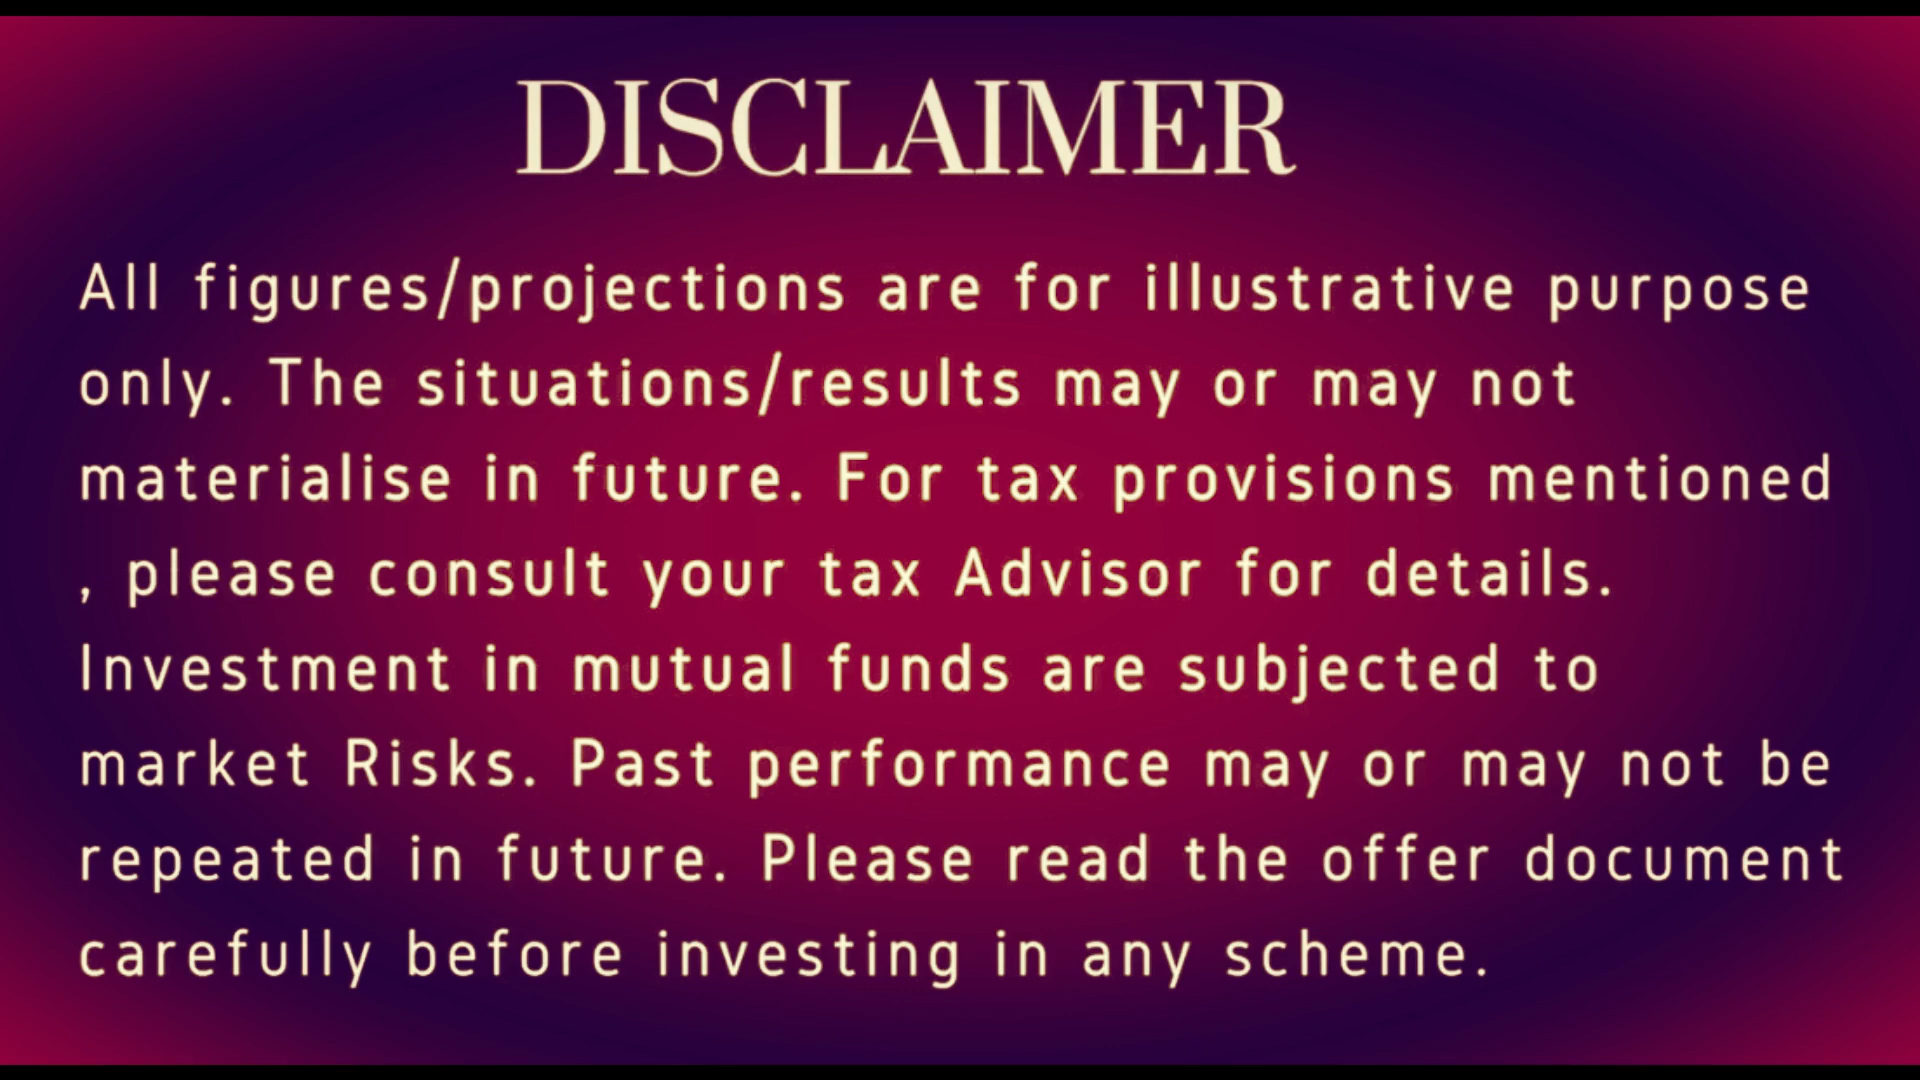 DISCLAIMER
All figures/projections are for illustrative purpose
only. The situations/results may or may not
materialise in future. For tax provisions mentioned
, please consult your tax Advisor for details.
Investment in mutual funds are subjected to
market Risks. Past performance may or may not be
repeated in future. Please read the offer document
carefully before investing in any scheme.